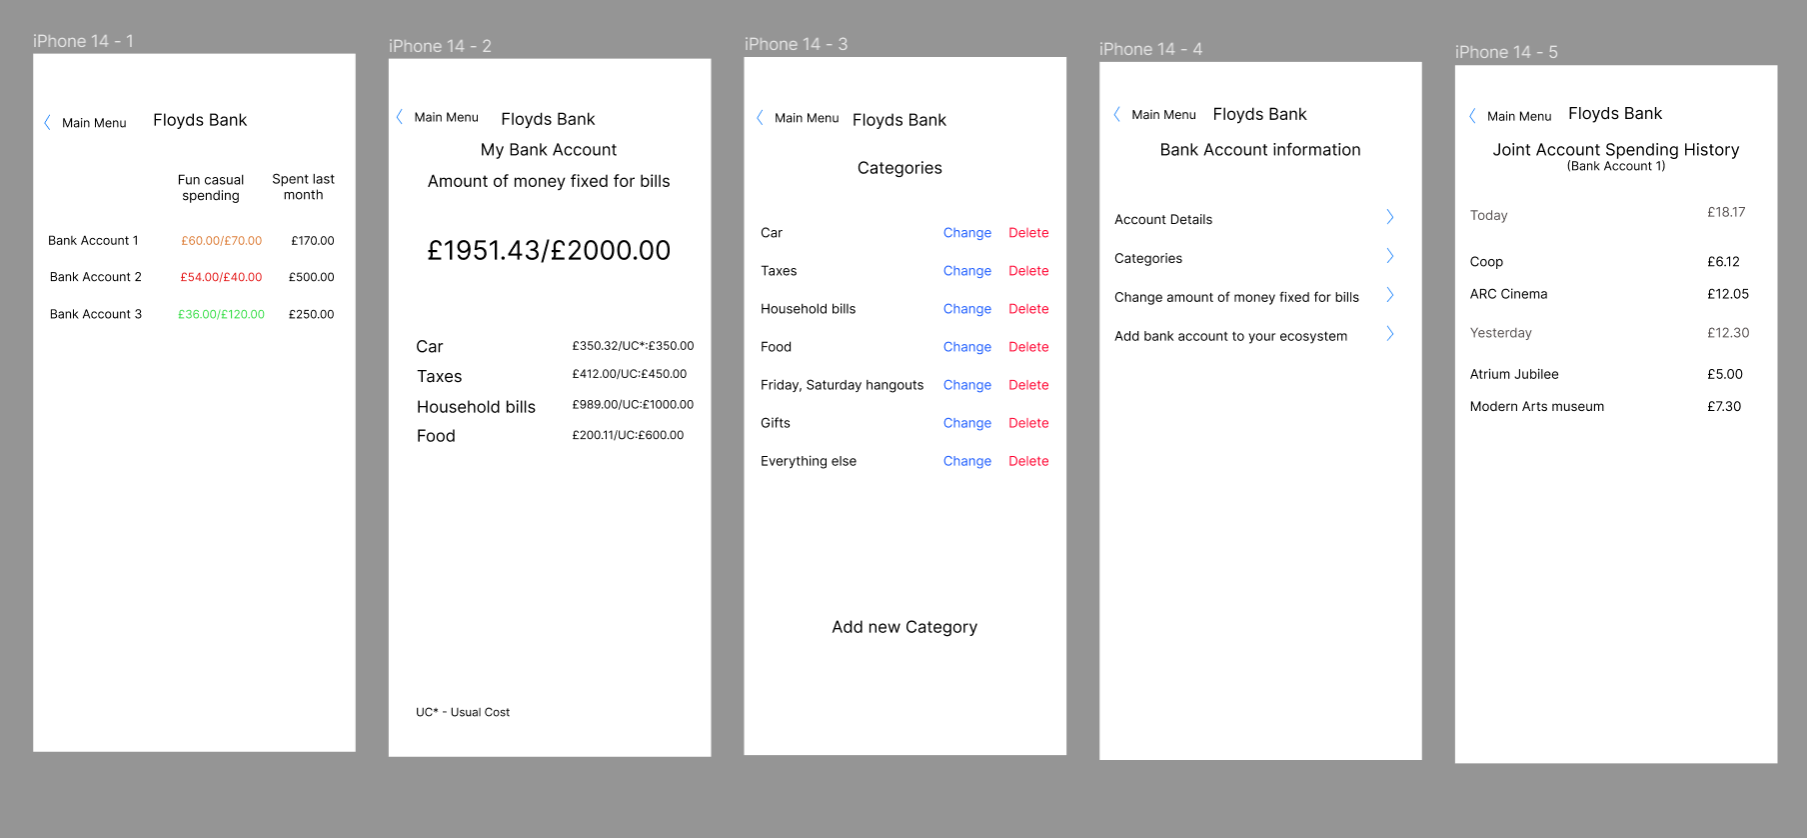 iPhone 14 - 1
Main Menu
Floyds Bank
Fun casual spending
Spent last month
Bank Account 1 £60.00/£70.00 £170.00
Bank Account 2 £54.00/£40.00 £500.00
Bank Account 3 £36.00/£120.00 £250.00
iPhone 14 - 2
Main Menu
Floyds Bank
My Bank Account
Amount of money fixed for bills
£1951.43/£2000.00
Car £350.32/UC*:£350.00
Taxes £412.00/UC:£450.00
Household bills £989.00/UC:£1000.00
Food £200.11/UC:£600.00
UC* - Usual Cost
iPhone 14 - 3
Main Menu
Floyds Bank
Categories
Car Change Delete
Taxes Change Delete
Household bills Change Delete
Food Change Delete
Friday, Saturday hangouts Change Delete
Gifts Change Delete
Everything else Change Delete
Add new Category
iPhone 14 - 4
Main Menu
Floyds Bank
Bank Account information
Account Details
Categories
Change amount of money fixed for bills
Add bank account to your ecosystem
iPhone 14 - 5
Main Menu
Floyds Bank
Joint Account Spending History
(Bank Account 1)
Today £18.17
Coop £6.12
ARC Cinema £12.05
Yesterday £12.30
Atrium Jubilee £5.00
Modern Arts museum £7.30